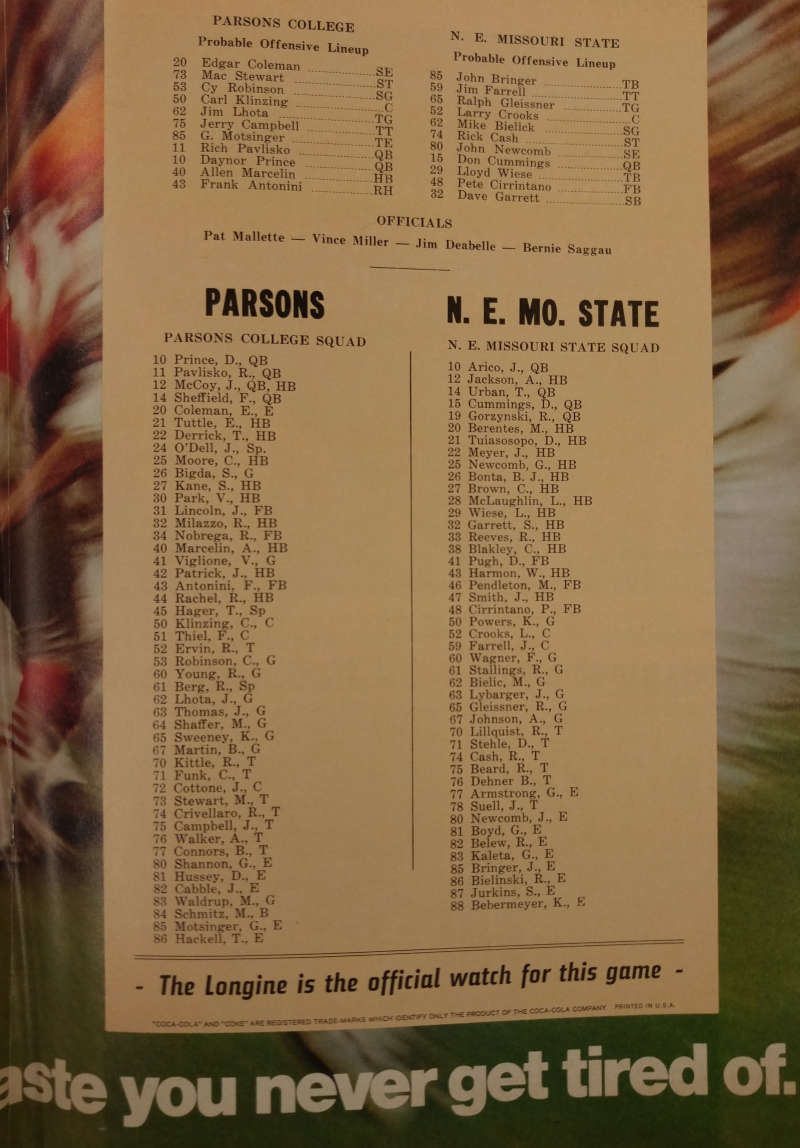 PARSONS COLLEGE
Probable Offensive Lineup
20 Edgar Coleman ........ SE
73 Mac Stewart ........ ST
53 Cy Robinson ........ SG
50 Carl Klinzing ........ C
62 Jim Lhota ........ TG
75 Jerry Campbell ........ TT
85 G. Motsinger ........ TE
11 Rich Pavlisko ........ QB
10 Daynor Prince ........ QB
40 Allen Marcelin ........ HB
43 Frank Antonini ........ RH
N. E. MISSOURI STATE
Probable Offensive Lineup
85 John Bringer ........ TB
59 Jim Farrell ........ TT
65 Ralph Gleissner ........ TG
52 Larry Crooks ........ C
62 Mike Bielick ........ SG
74 Rick Cash ........ ST
80 John Newcomb ........ SE
15 Don Cummings ........ QB
29 Lloyd Wiese ........ TB
48 Pete Cirrintano ........ FB
32 Dave Garrett ........ SB
OFFICIALS
Pat Mallette — Vince Miller — Jim Deabelle — Bernie Saggau
PARSONS
PARSONS COLLEGE SQUAD
10 Prince, D., QB
11 Pavlisko, R., QB
12 McCoy, J., QB, HB
14 Sheffield, F., QB
20 Coleman, E., E
21 Tuttle, E., HB
22 Derrick, T., HB
24 O'Dell, J., Sp.
25 Moore, C., HB
26 Bigda, S., G
27 Kane, S., HB
30 Park, V., HB
31 Lincoln, J., FB
32 Milazzo, R., HB
34 Nobrega, R., FB
40 Marcelin, A., HB
41 Viglione, V., G
42 Patrick, J., HB
43 Antonini, F., FB
44 Rachel, R., HB
45 Hager, T., Sp
50 Klinzing, C., C
51 Thiel, F., C
52 Ervin, R., T
53 Robinson, C., G
60 Young, R., G
61 Berg, R., Sp
62 Lhota, J., G
63 Thomas, J., G
64 Shaffer, M., G
65 Sweeney, K., G
67 Martin, B., G
70 Kittle, R., T
71 Funk, C., T
72 Cottone, J., C
73 Stewart, M., T
74 Crivellaro, R., T
75 Campbell, J., T
76 Walker, A., T
77 Connors, B., T
80 Shannon, G., E
81 Hussey, D., E
82 Cabble, J., E
83 Waldrup, M., G
84 Schmitz, M., B
85 Motsinger, G., E
86 Hackell, T., E
N. E. MO. STATE
N. E. MISSOURI STATE SQUAD
10 Arico, J., QB
12 Jackson, A., HB
14 Urban, T., QB
15 Cummings, D., QB
19 Gorzynski, R., QB
20 Berentes, M., HB
21 Tuiasosopo, D., HB
22 Meyer, J., HB
25 Newcomb, G., HB
26 Bonta, B. J., HB
27 Brown, C., HB
28 McLaughlin, L., HB
29 Wiese, L., HB
32 Garrett, S., HB
33 Reeves, R., HB
38 Blakley, C., HB
41 Pugh, D., FB
43 Harmon, W., HB
46 Pendleton, M., FB
47 Smith, J., HB
48 Cirrintano, P., FB
50 Powers, K., G
52 Crooks, L., C
59 Farrell, J., C
60 Wagner, F., G
61 Stallings, R., G
62 Bielic, M., G
63 Lybarger, J., G
65 Gleissner, R., G
67 Johnson, A., G
70 Lillquist, R., T
71 Stehle, D., T
74 Cash, R., T
75 Beard, R., T
76 Dehner B., T
77 Armstrong, G., E
78 Suell, J., T
80 Newcomb, J., E
81 Boyd, G., E
82 Belew, R., E
83 Kaleta, G., E
85 Bringer, J., E
86 Bielinski, R., E
87 Jurkins, S., E
88 Bebermeyer, K., E
- The Longine is the official watch for this game -
"COCA-COLA" AND "COKE" ARE REGISTERED TRADE-MARKS WHICH IDENTIFY ONLY THE PRODUCT OF THE COCA-COLA COMPANY PRINTED IN U.S.A.
aste you never get tired of.